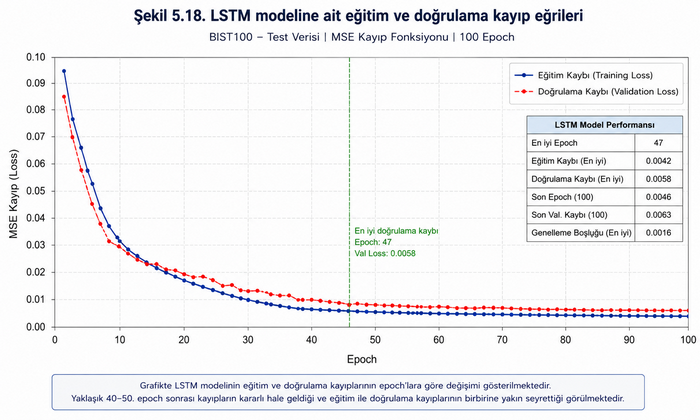 Şekil 5.18. LSTM modeline ait eğitim ve doğrulama kayıp eğrileri
BIST100 – Test Verisi | MSE Kayıp Fonksiyonu | 100 Epoch
MSE Kayıp (Loss)
0.10
0.09
0.08
0.07
0.06
0.05
0.04
0.03
0.02
0.01
0.00
Eğitim Kaybı (Training Loss)
Doğrulama Kaybı (Validation Loss)
LSTM Model Performansı
En iyi Epoch 47
Eğitim Kaybı (En iyi) 0.0042
Doğrulama Kaybı (En iyi) 0.0058
Son Epoch (100) 0.0046
Son Val. Kaybı (100) 0.0063
Genelleme Boşluğu (En iyi) 0.0016
En iyi doğrulama kaybı
Epoch: 47
Val Loss: 0.0058
0 10 20 30 40 50 60 70 80 90 100
Epoch
Grafikte LSTM modelinin eğitim ve doğrulama kayıplarının epoch'lara göre değişimi gösterilmektedir.
Yaklaşık 40–50. epoch sonrası kayıpların kararlı hale geldiği ve eğitim ile doğrulama kayıplarının birbirine yakın seyrettiği görülmektedir.